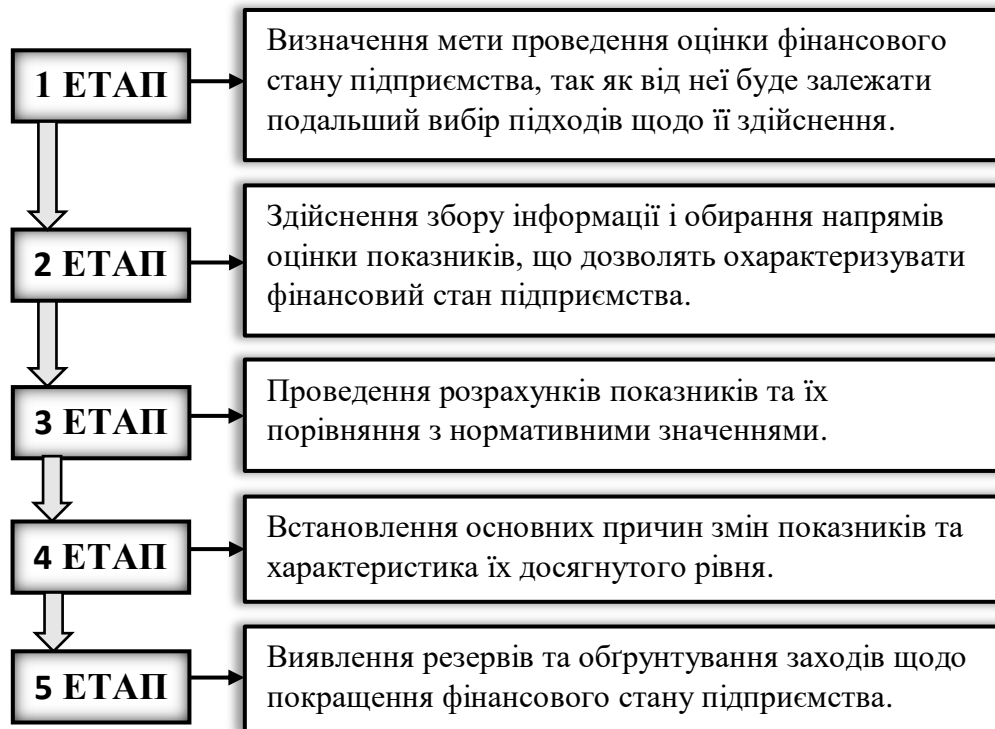 1 ЕТАП
Визначення мети проведення оцінки фінансового
стану підприємства, так як від неї буде залежати
подальший вибір підходів щодо її здійснення.
2 ЕТАП
Здійснення збору інформації і обирання напрямів
оцінки показників, що дозволять охарактеризувати
фінансовий стан підприємства.
3 ЕТАП
Проведення розрахунків показників та їх
порівняння з нормативними значеннями.
4 ЕТАП
Встановлення основних причин змін показників та
характеристика їх досягнутого рівня.
5 ЕТАП
Виявлення резервів та обґрунтування заходів щодо
покращення фінансового стану підприємства.